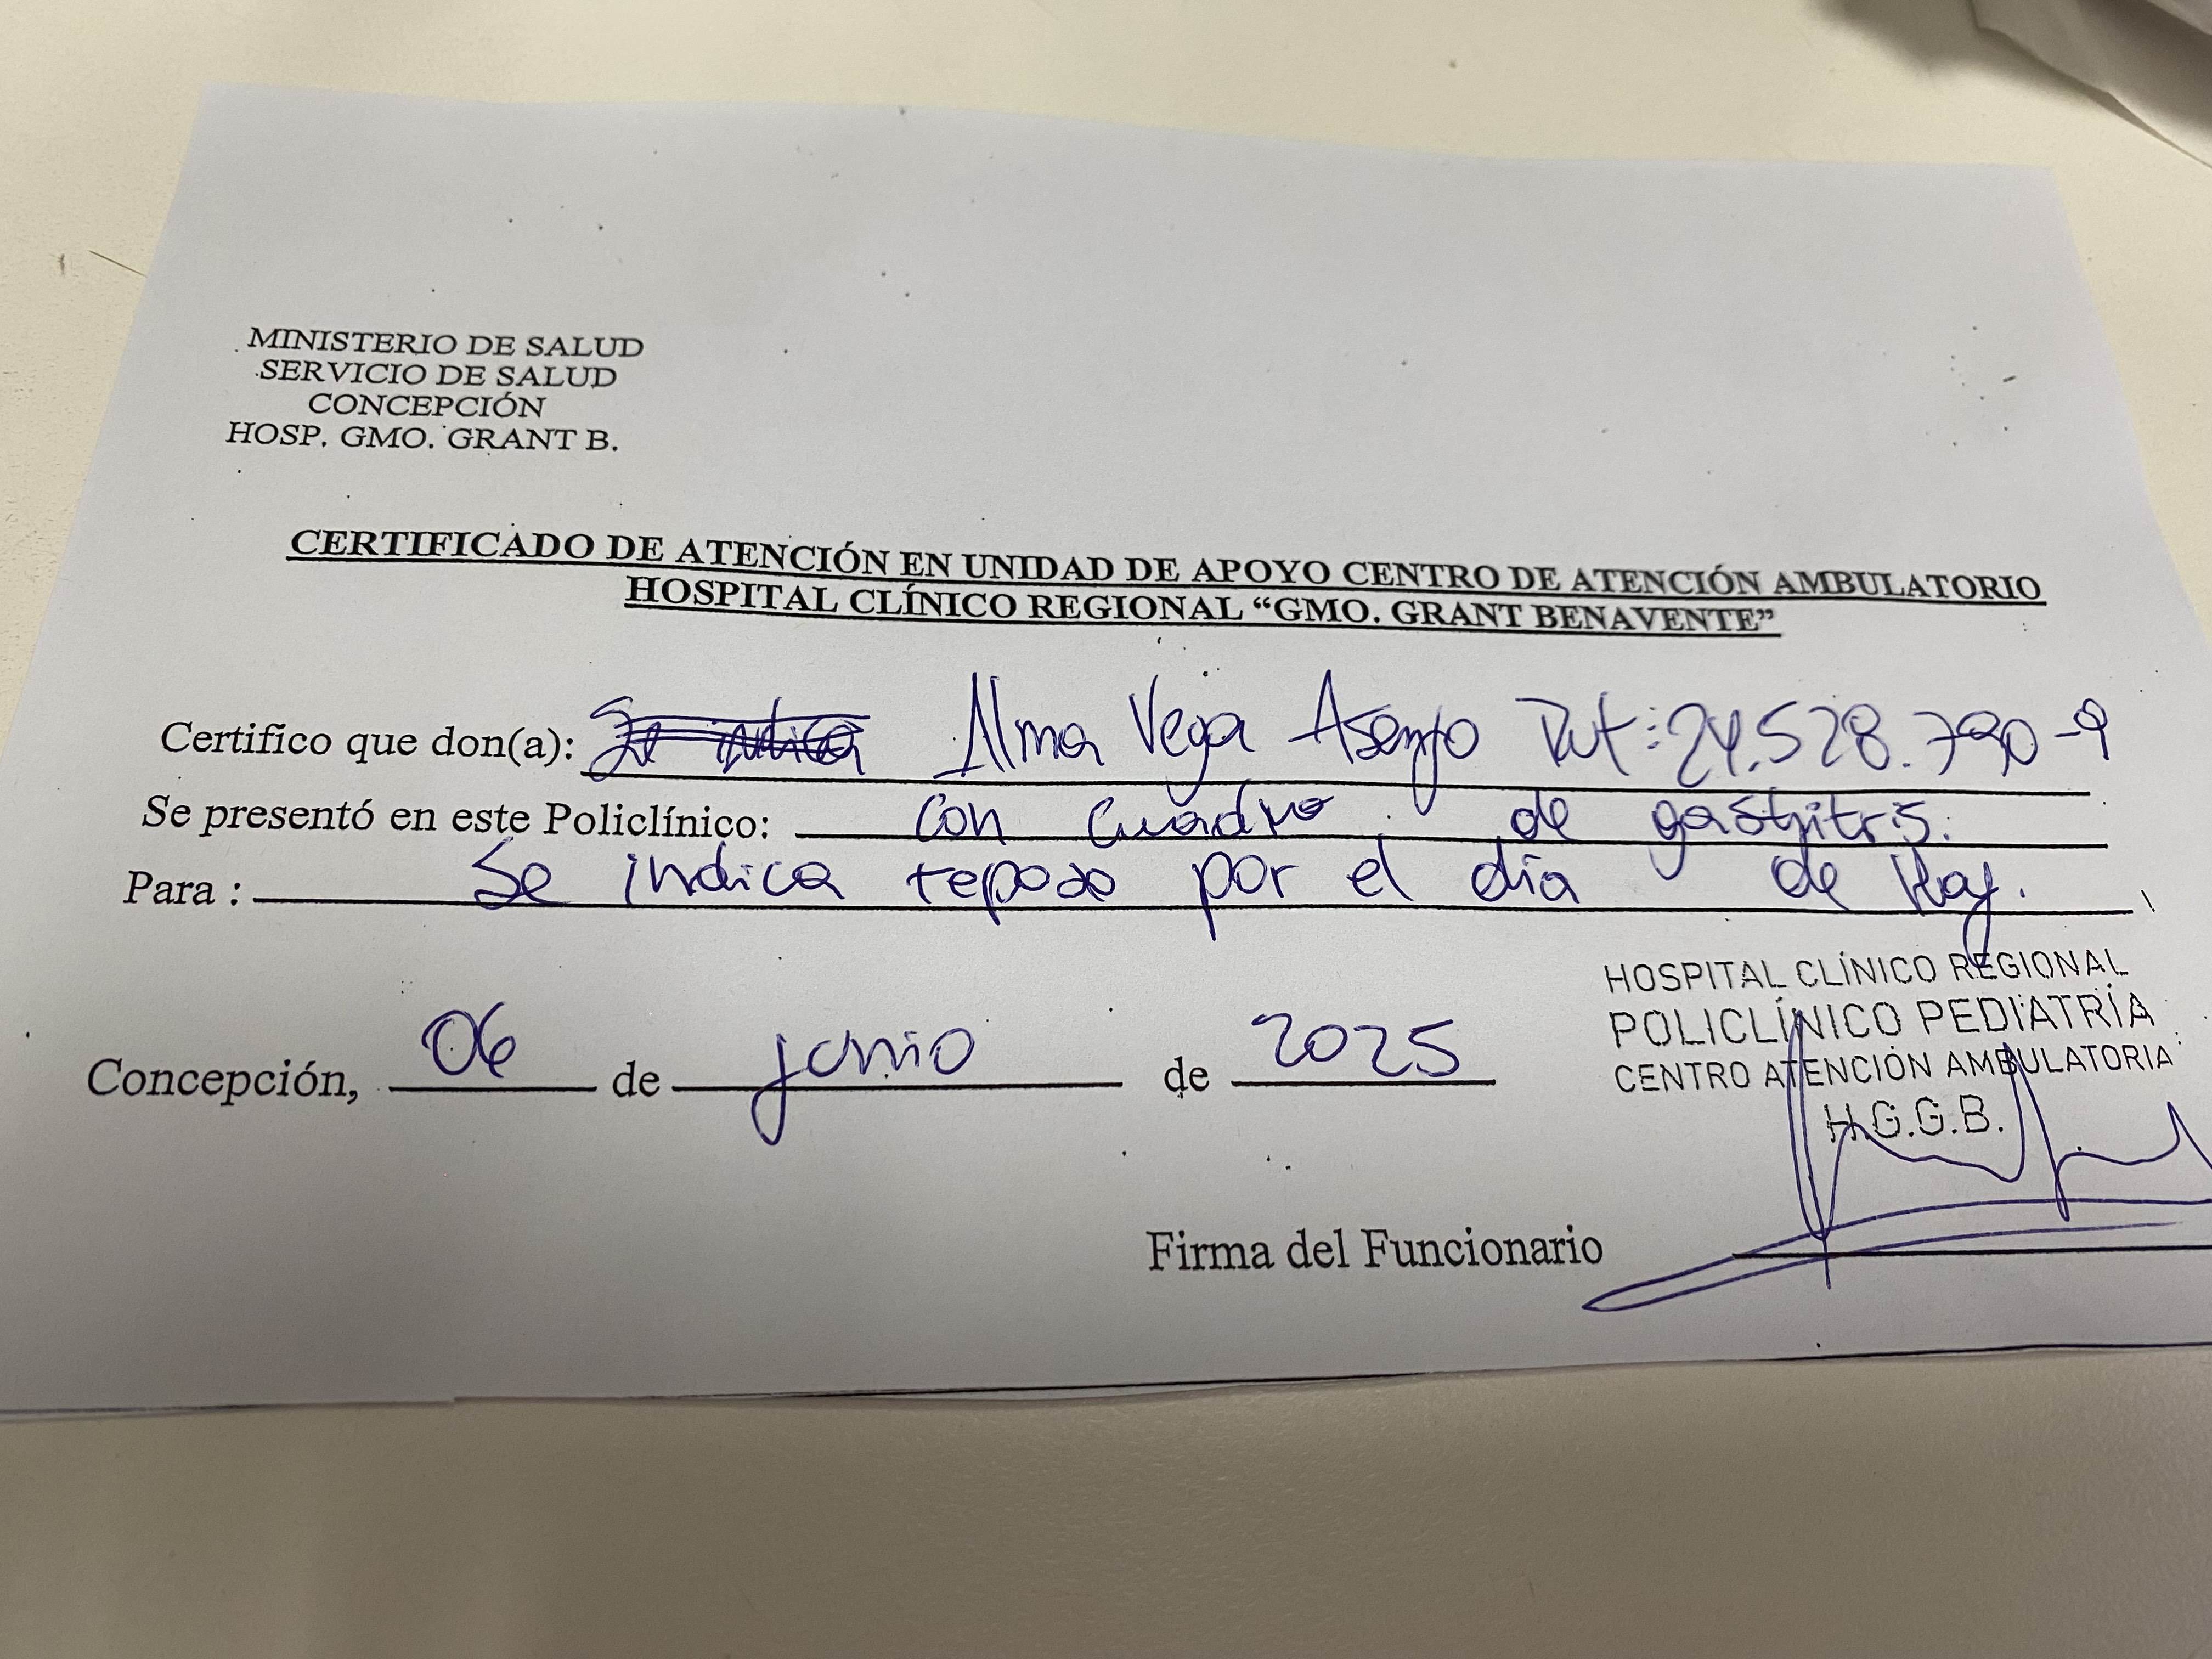 MINISTERIO DE SALUD
SERVICIO DE SALUD
CONCEPCIÓN
HOSP. GMO. GRANT B.
CERTIFICADO DE ATENCIÓN EN UNIDAD DE APOYO CENTRO DE ATENCIÓN AMBULATORIO
HOSPITAL CLÍNICO REGIONAL “GMO. GRANT BENAVENTE”
Certifico que don(a): Se indica Alma Vega Asenjo Rut: 24.528.790-9
Se presentó en este Policlínico: con cuadro de gastritis.
Para : Se indica reposo por el día de Hoy.
HOSPITAL CLÍNICO REGIONAL
POLICLÍNICO PEDIATRÍA
CENTRO ATENCIÓN AMBULATORIA
H.G.G.B.
Concepción, 06 de junio de 2025
Firma del Funcionario